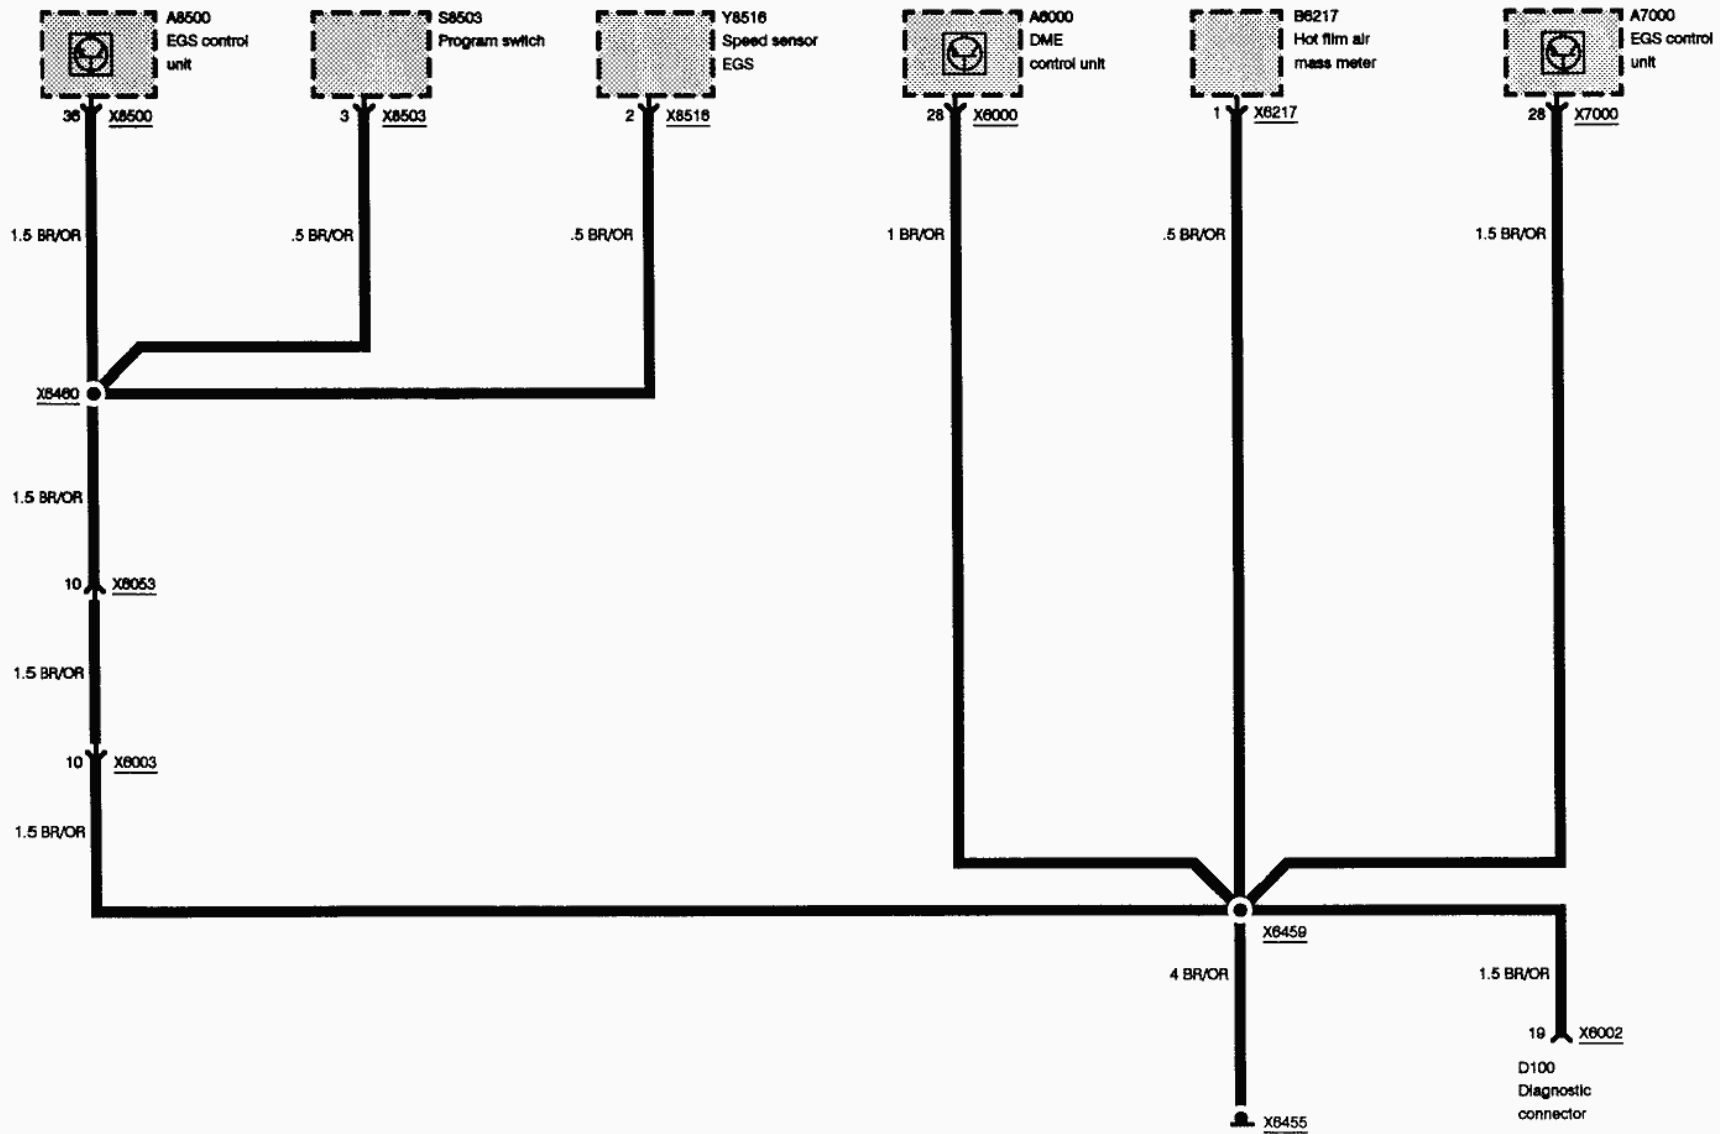 A8500
EGS control
unit
S8503
Program switch
Y8516
Speed sensor
EGS
A6000
DME
control unit
B6217
Hot film air
mass meter
A7000
EGS control
unit
36 X8500
3 X8503
2 X8516
28 X6000
1 X6217
28 X7000
1.5 BR/OR
.5 BR/OR
.5 BR/OR
1 BR/OR
.5 BR/OR
1.5 BR/OR
X6460
1.5 BR/OR
10 X6053
1.5 BR/OR
10 X6003
1.5 BR/OR
X6459
4 BR/OR
1.5 BR/OR
19 X6002
D100
Diagnostic
connector
X6455